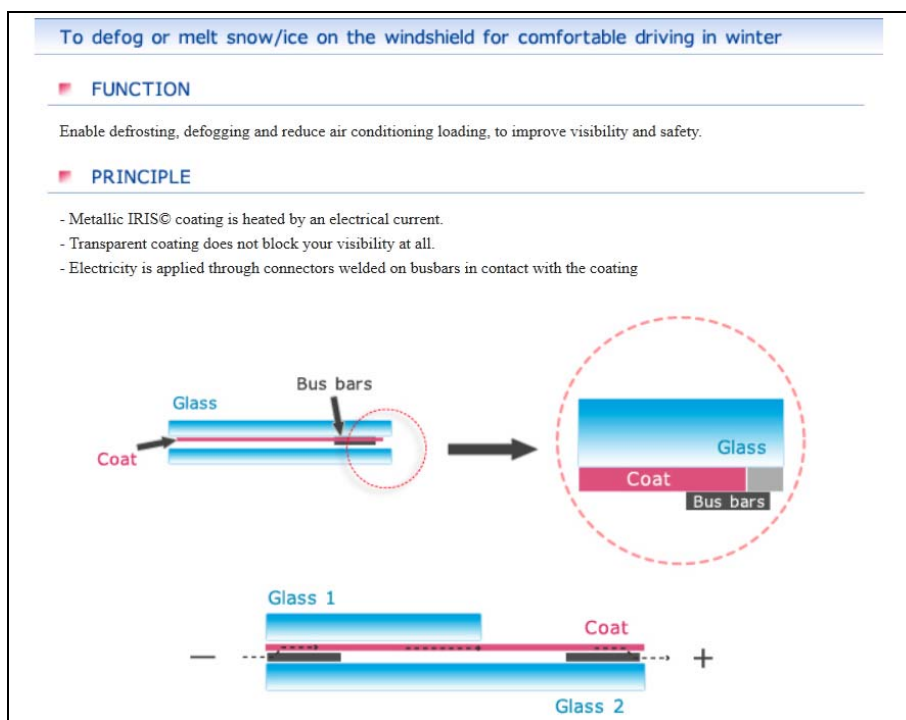 To defog or melt snow/ice on the windshield for comfortable driving in winter
FUNCTION
Enable defrosting, defogging and reduce air conditioning loading, to improve visibility and safety.
PRINCIPLE
- Metallic IRIS© coating is heated by an electrical current.
- Transparent coating does not block your visibility at all.
- Electricity is applied through connectors welded on busbars in contact with the coating
Bus bars
Glass
Coat
Glass
Coat
Bus bars
Glass 1
Coat
− +
Glass 2